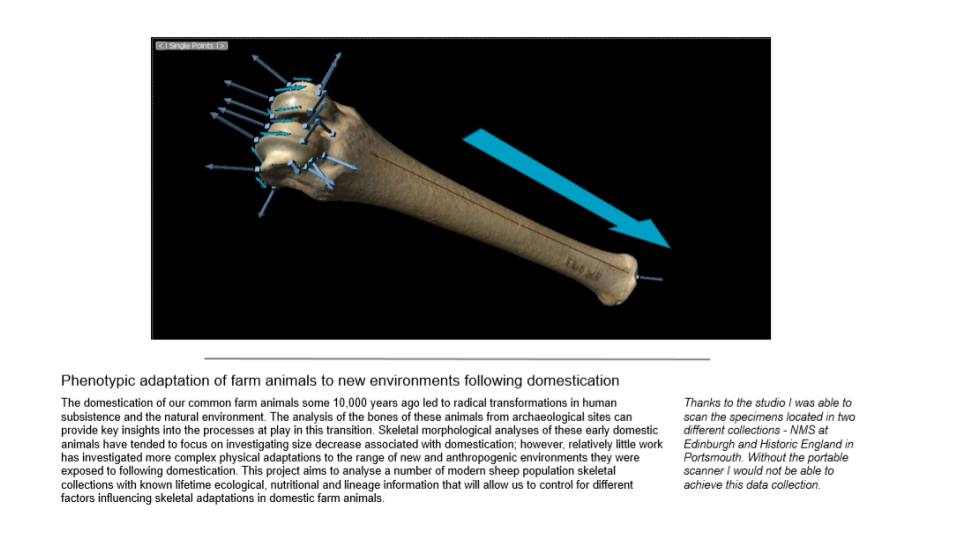 <| Single Points |>
Phenotypic adaptation of farm animals to new environments following domestication
The domestication of our common farm animals some 10,000 years ago led to radical transformations in human
subsistence and the natural environment. The analysis of the bones of these animals from archaeological sites can
provide key insights into the processes at play in this transition. Skeletal morphological analyses of these early domestic
animals have tended to focus on investigating size decrease associated with domestication; however, relatively little work
has investigated more complex physical adaptations to the range of new and anthropogenic environments they were
exposed to following domestication. This project aims to analyse a number of modern sheep population skeletal
collections with known lifetime ecological, nutritional and lineage information that will allow us to control for different
factors influencing skeletal adaptations in domestic farm animals.
Thanks to the studio I was able to
scan the specimens located in two
different collections - NMS at
Edinburgh and Historic England in
Portsmouth. Without the portable
scanner I would not be able to
achieve this data collection.